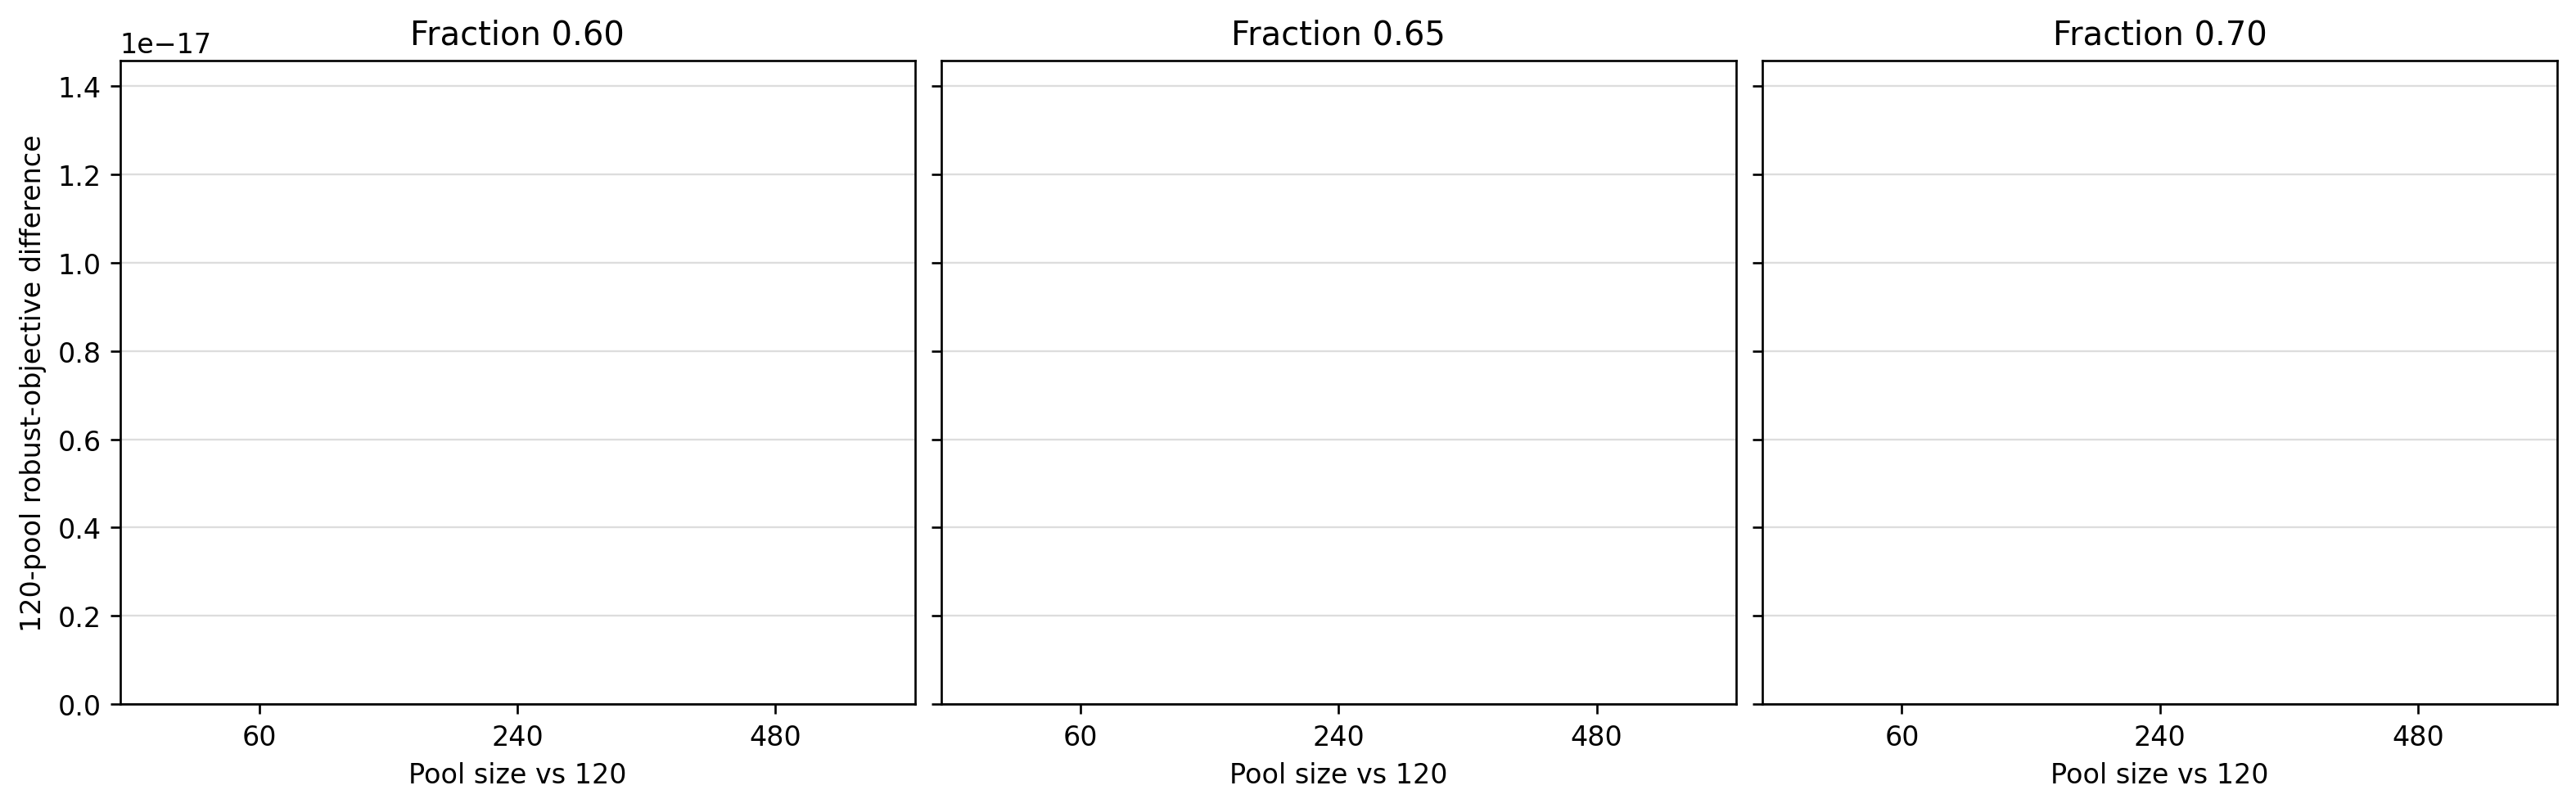 Fraction 0.60
Fraction 0.65
Fraction 0.70
1e−17
120-pool robust-objective difference
1.4
1.2
1.0
0.8
0.6
0.4
0.2
0.0
60 240 480
60 240 480
60 240 480
Pool size vs 120
Pool size vs 120
Pool size vs 120